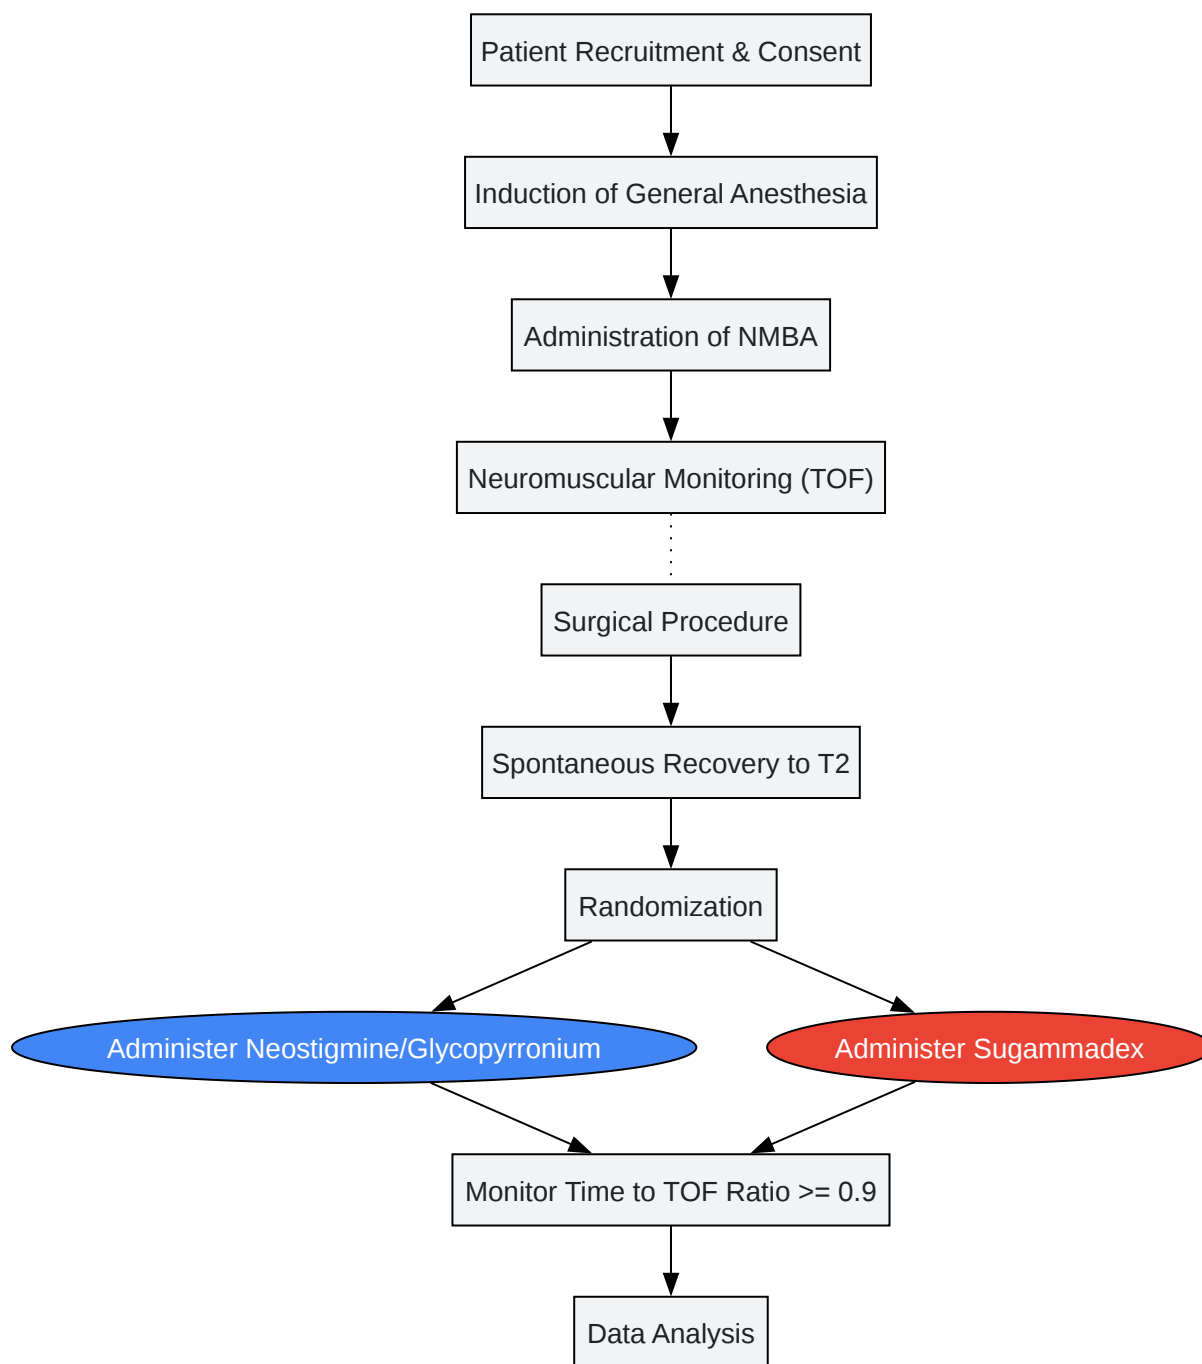 Patient Recruitment & Consent
Induction of General Anesthesia
Administration of NMBA
Neuromuscular Monitoring (TOF)
Surgical Procedure
Spontaneous Recovery to T2
Randomization
Administer Neostigmine/Glycopyrronium
Administer Sugammadex
Monitor Time to TOF Ratio >= 0.9
Data Analysis